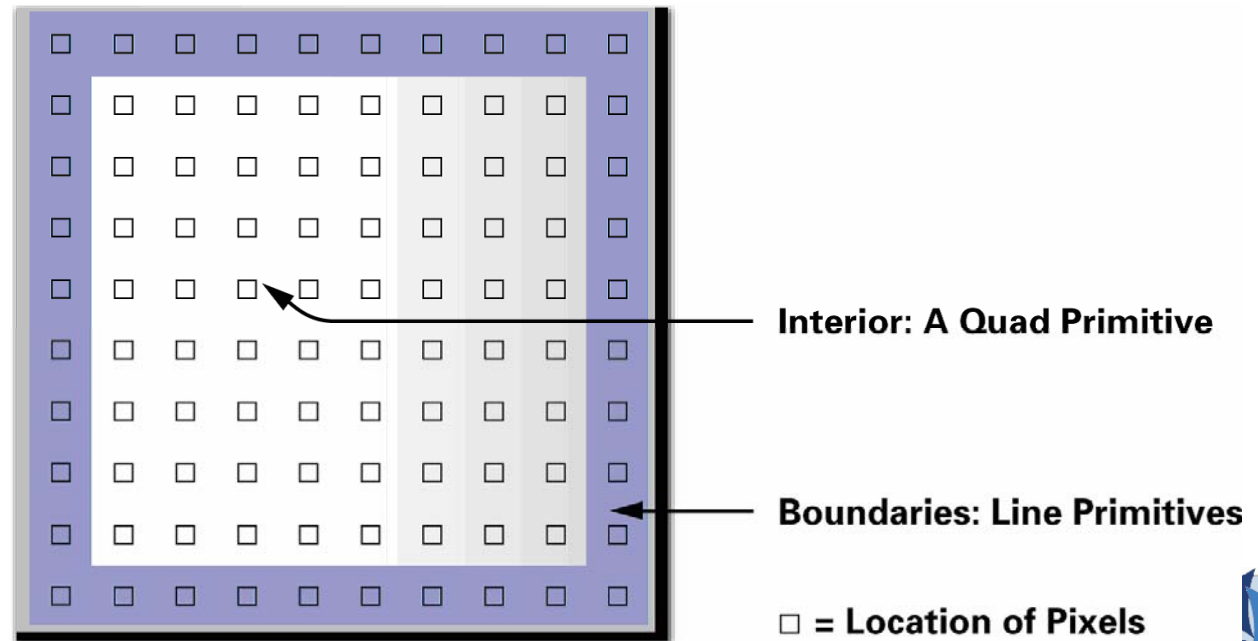 Interior: A Quad Primitive
Boundaries: Line Primitives
□ = Location of Pixels